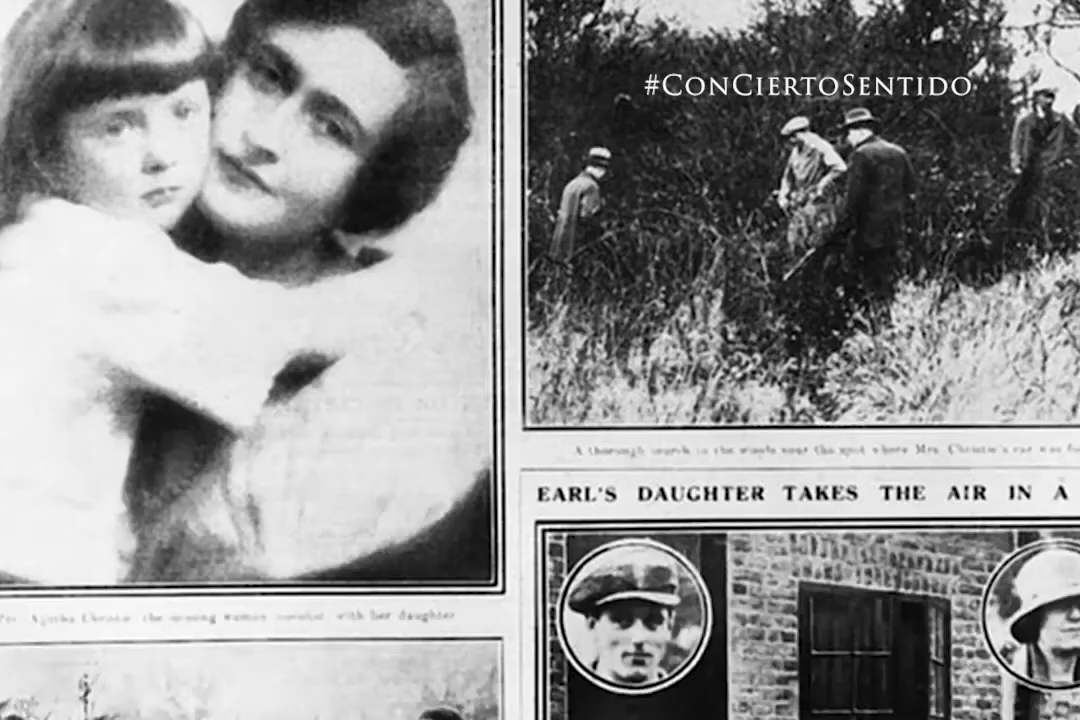 #ConCiertoSentido
A thorough search in the woods near the spot where Mrs. Christie's car was
EARL'S DAUGHTER TAKES THE AIR IN A
Mrs. Agatha Christie, the missing woman novelist, with her daughter